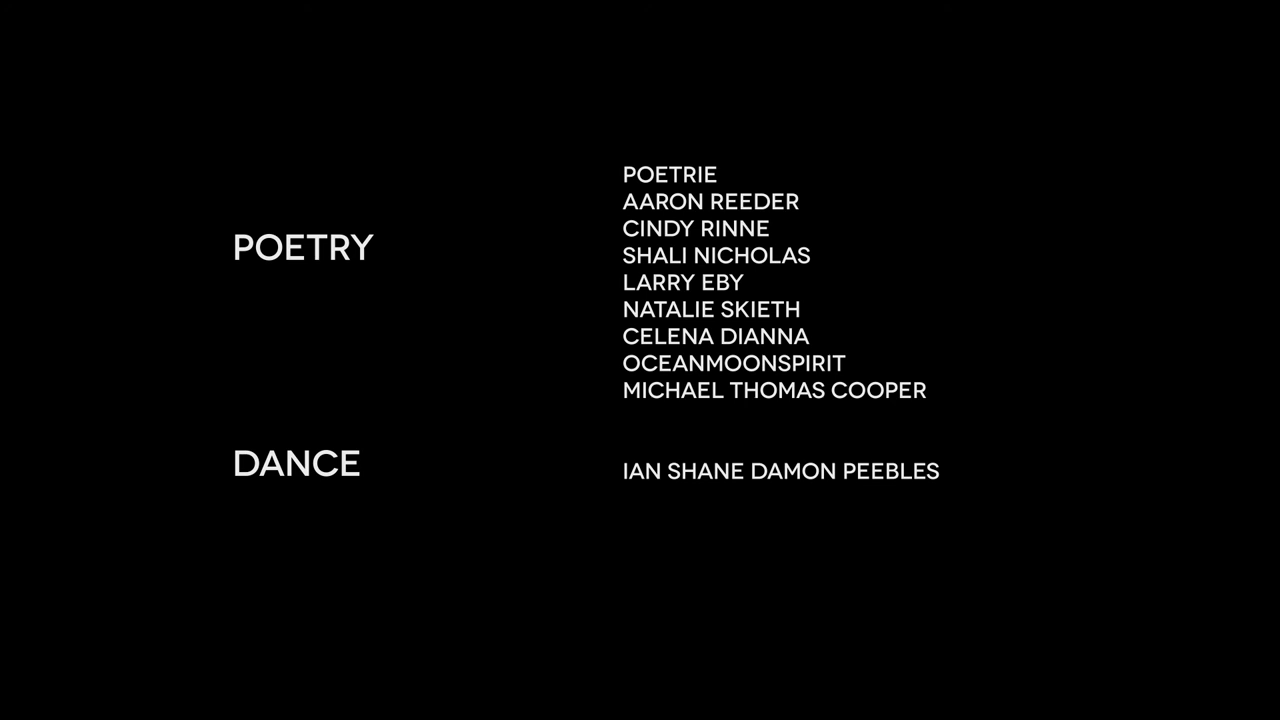 POETRY
POETRIE
AARON REEDER
CINDY RINNE
SHALI NICHOLAS
LARRY EBY
NATALIE SKIETH
CELENA DIANNA
OCEANMOONSPIRIT
MICHAEL THOMAS COOPER
DANCE
IAN SHANE DAMON PEEBLES